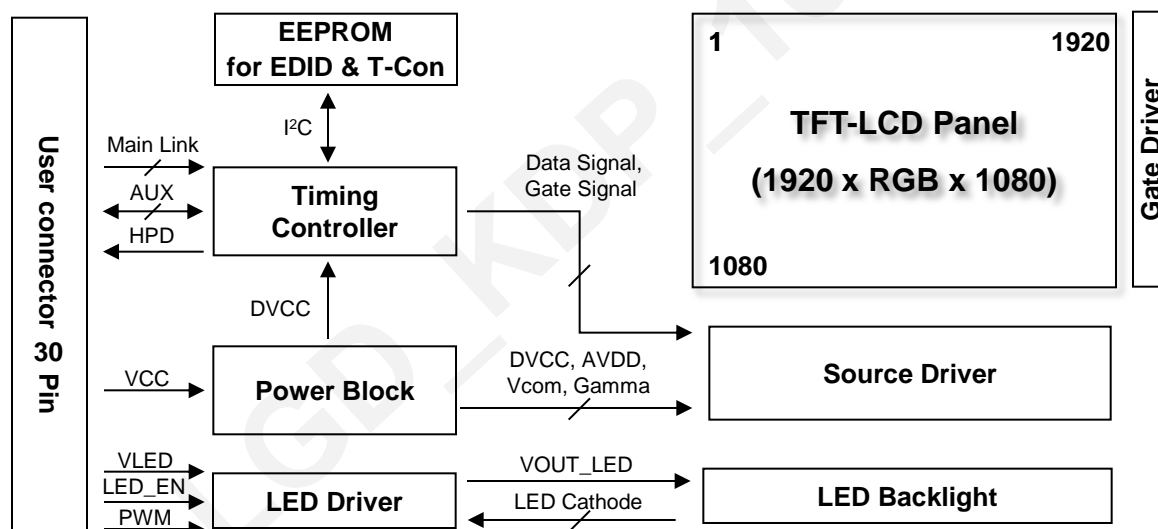 EEPROM
for EDID & T-Con
I²C
1
1920
TFT-LCD Panel
(1920 x RGB x 1080)
1080
Gate Driver
User connector 30 Pin
Main Link
AUX
HPD
Timing
Controller
Data Signal,
Gate Signal
DVCC
VCC
Power Block
DVCC, AVDD,
Vcom, Gamma
Source Driver
VLED
LED_EN
PWM
LED Driver
VOUT_LED
LED Cathode
LED Backlight